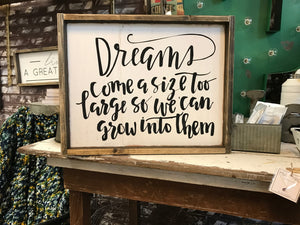 Dreams
come a size too
large so we can
grow into them
A GREAT